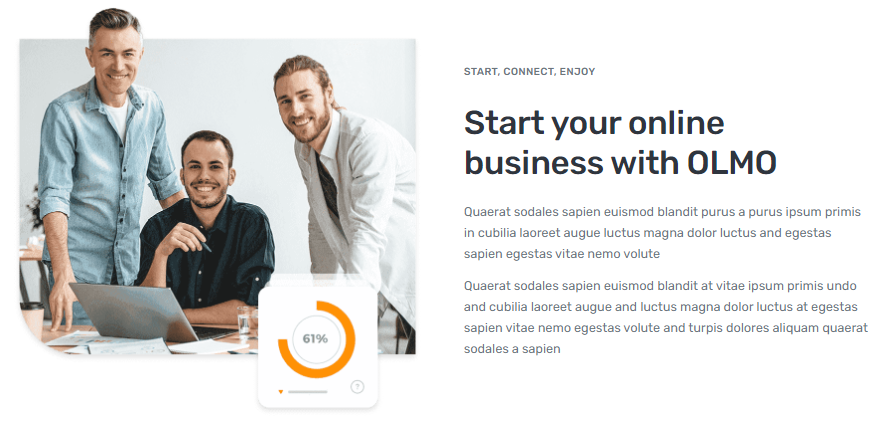 START, CONNECT, ENJOY
Start your online
business with OLMO
Quaerat sodales sapien euismod blandit purus a purus ipsum primis
in cubilia laoreet augue luctus magna dolor luctus and egestas
sapien egestas vitae nemo volute
Quaerat sodales sapien euismod blandit at vitae ipsum primis undo
and cubilia laoreet augue and luctus magna dolor luctus at egestas
sapien vitae nemo egestas volute and turpis dolores aliquam quaerat
sodales a sapien
61%
?